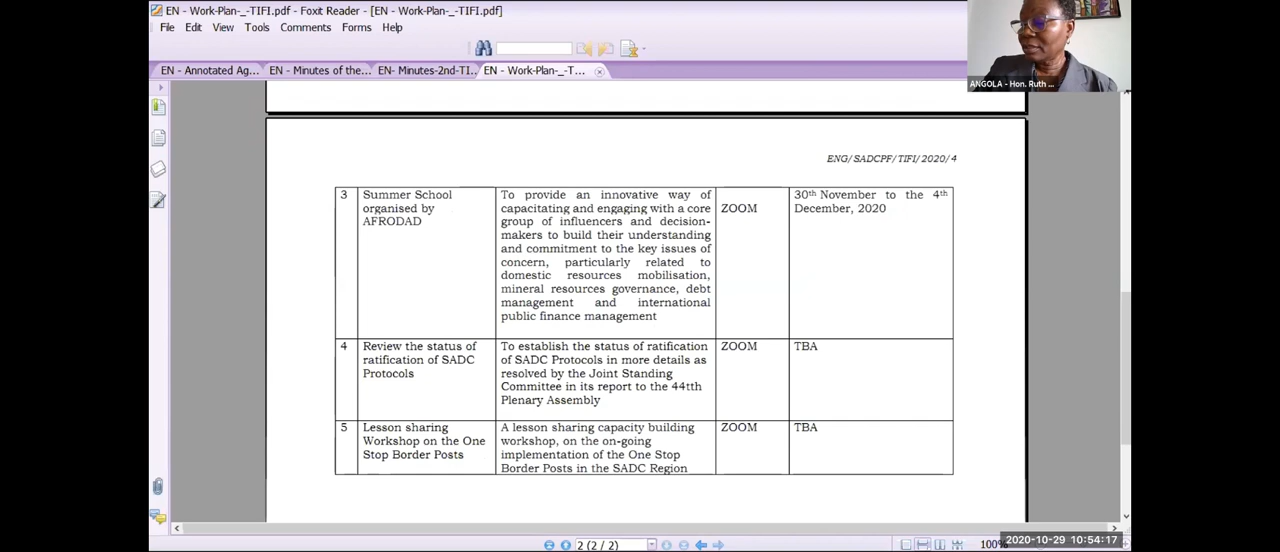 EN - Work-Plan-_-TIFI.pdf - Foxit Reader - [EN - Work-Plan-_-TIFI.pdf]
File Edit View Tools Comments Forms Help
EN - Annotated Ag... EN - Minutes of the... EN- Minutes-2nd-TI... EN - Work-Plan-_-T...
ANGOLA - Hon. Ruth ...
ENG/SADCPF/TIFI/2020/4
3
Summer School
organised by
AFRODAD
To provide an innovative way of
capacitating and engaging with a core
group of influencers and decision-
makers to build their understanding
and commitment to the key issues of
concern, particularly related to
domestic resources mobilisation,
mineral resources governance, debt
management and international
public finance management
ZOOM
30th November to the 4th
December, 2020
4
Review the status of
ratification of SADC
Protocols
To establish the status of ratification
of SADC Protocols in more details as
resolved by the Joint Standing
Committee in its report to the 44tth
Plenary Assembly
ZOOM
TBA
5
Lesson sharing
Workshop on the One
Stop Border Posts
A lesson sharing capacity building
workshop, on the on-going
implementation of the One Stop
Border Posts in the SADC Region
ZOOM
TBA
2 (2 / 2)
100%
2020-10-29 10:54:17